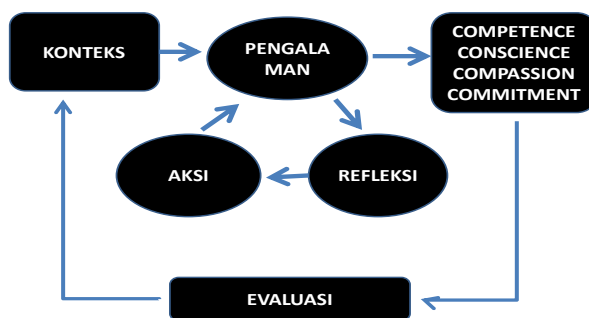 KONTEKS
PENGALA
MAN
COMPETENCE
CONSCIENCE
COMPASSION
COMMITMENT
AKSI
REFLEKSI
EVALUASI